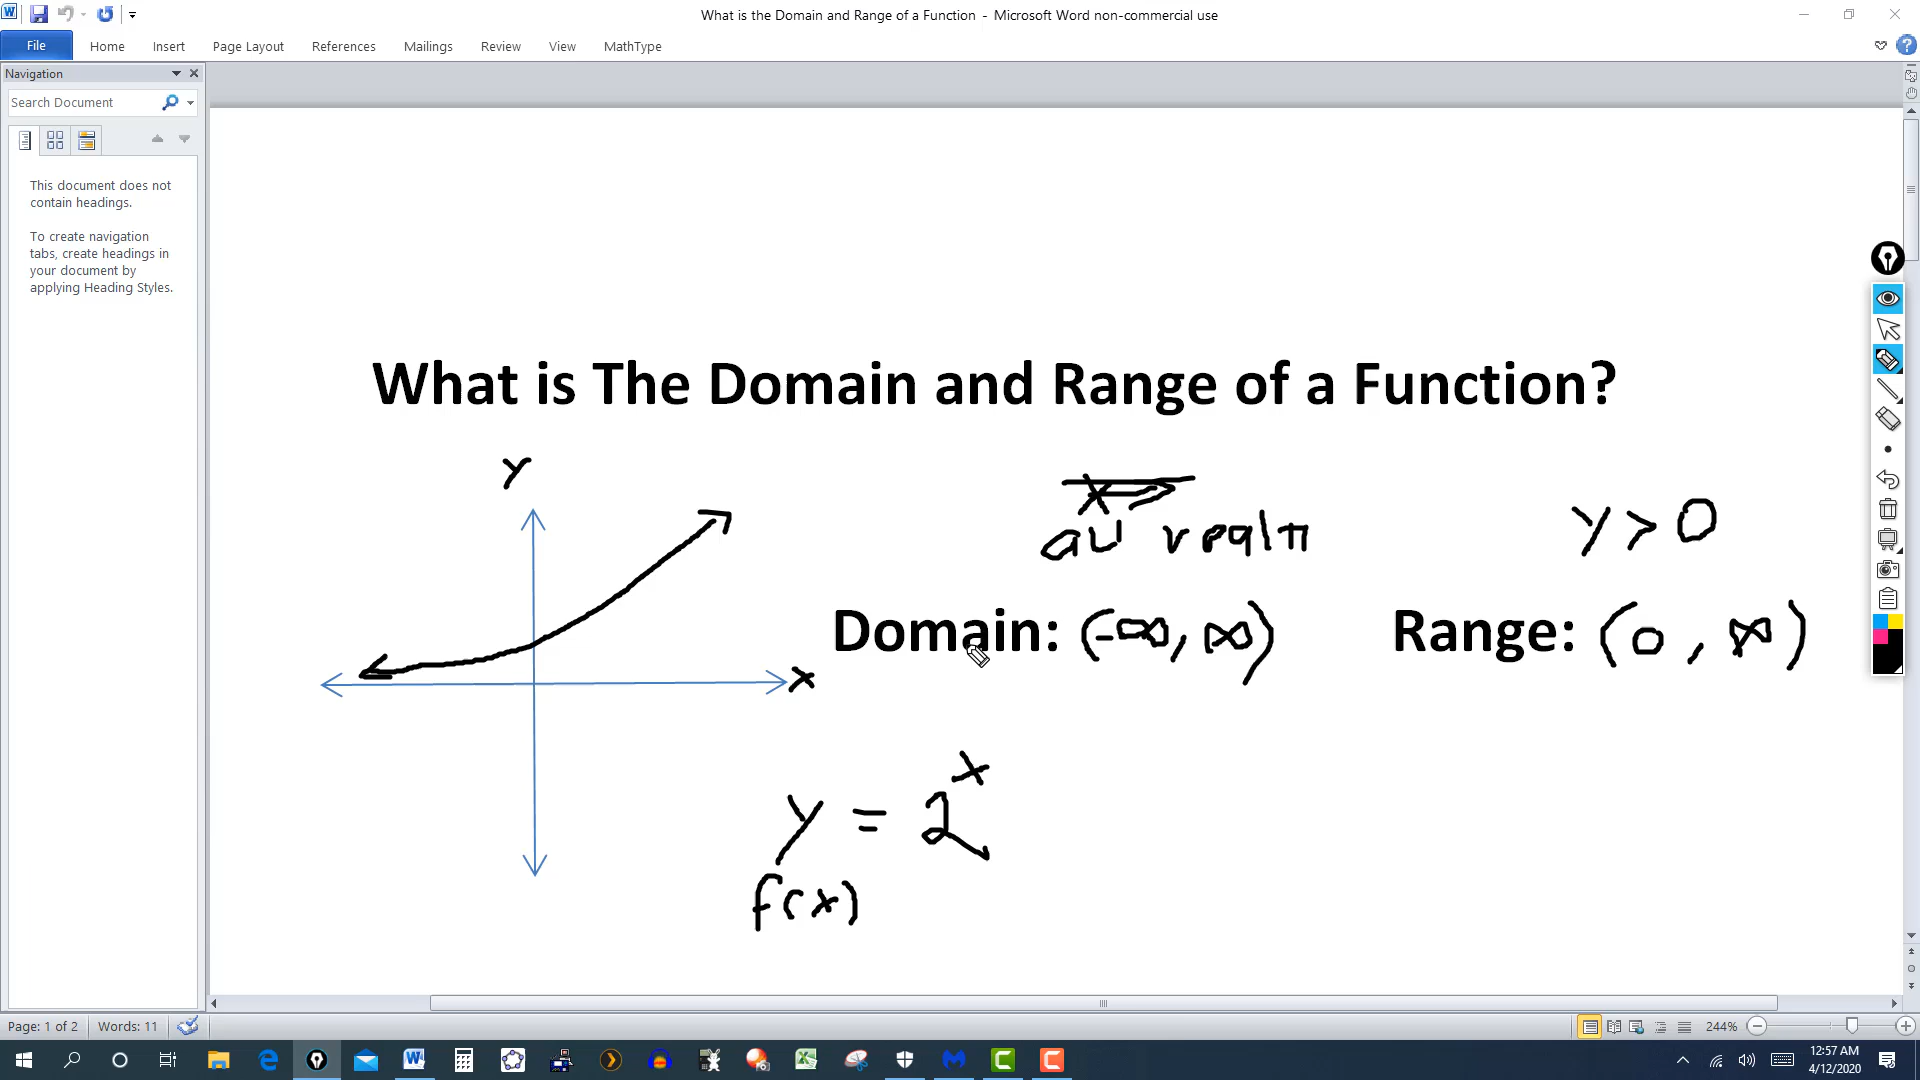 What is the Domain and Range of a Function - Microsoft Word non-commercial use
File Home Insert Page Layout References Mailings Review View MathType
Navigation
Search Document
This document does not
contain headings.
To create navigation
tabs, create headings in
your document by
applying Heading Styles.
What is The Domain and Range of a Function?
Y
X
all real #
y > 0
Domain: (-∞, ∞)
Range: (0, ∞)
x
y = 2^x
f(x)
Page: 1 of 2 Words: 11
244%
12:57 AM
4/12/2020